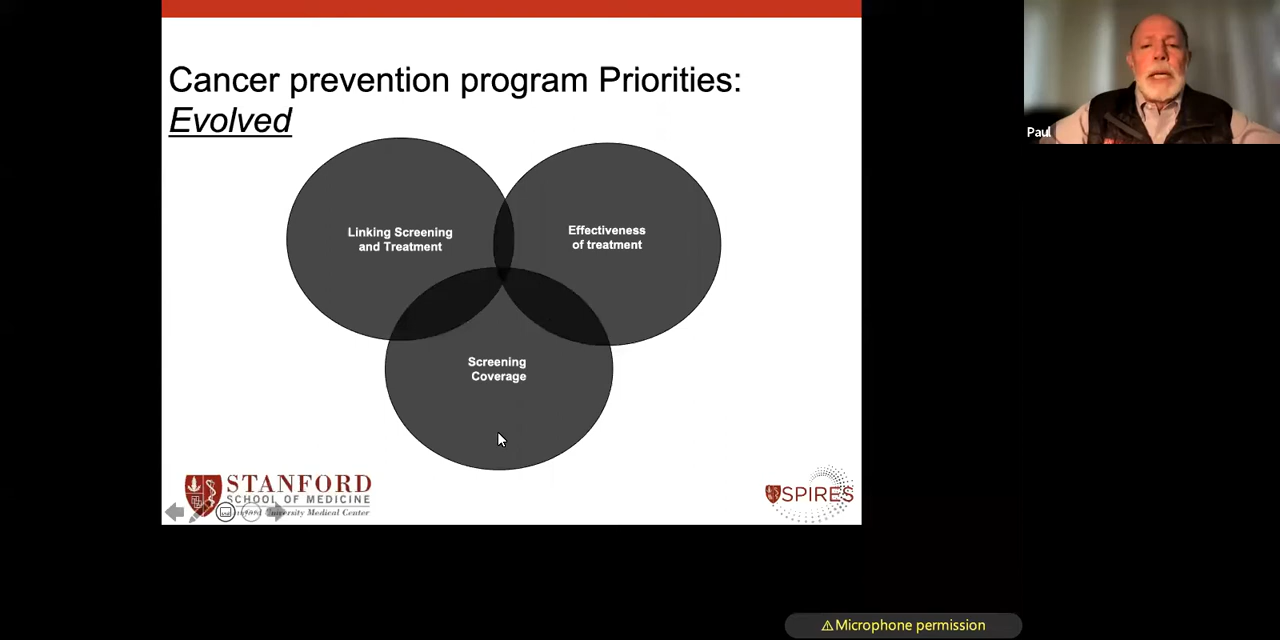 Cancer prevention program Priorities:
Evolved
Paul
Linking Screening
and Treatment
Effectiveness
of treatment
Screening
Coverage
STANFORD
SCHOOL OF MEDICINE
University Medical Center
SPIRES
⚠Microphone permission